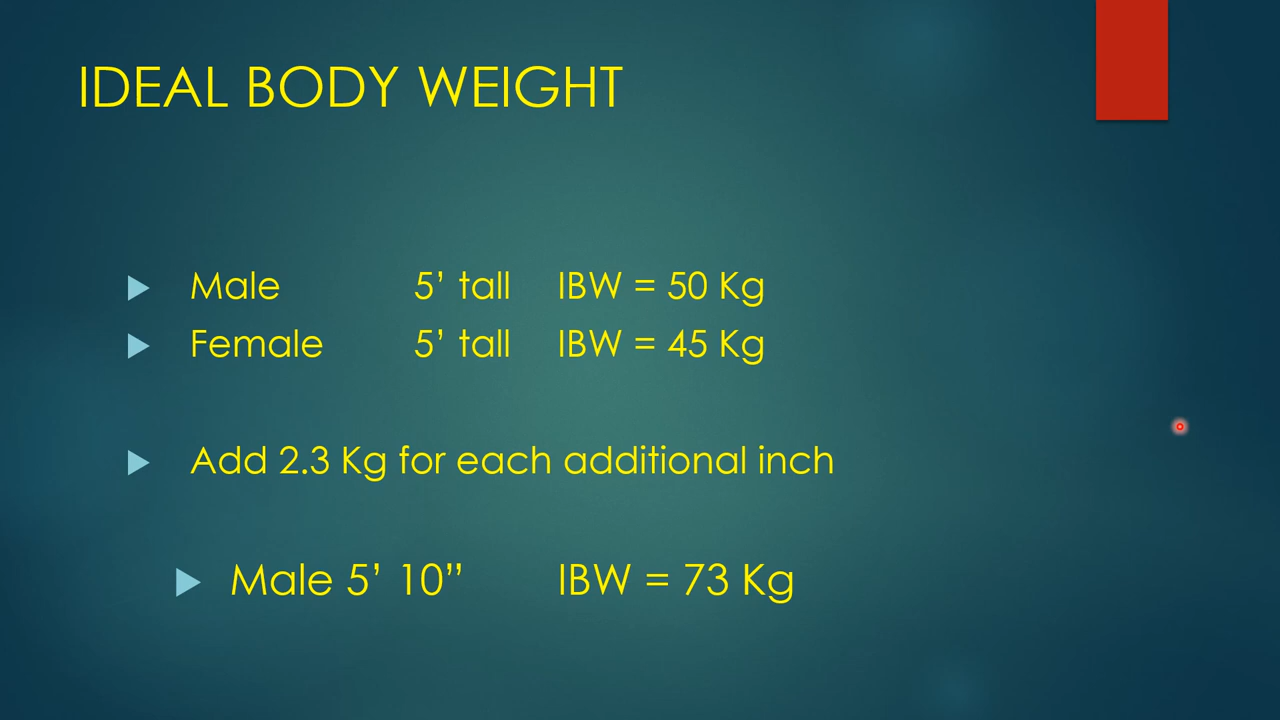 IDEAL BODY WEIGHT
Male 5’ tall IBW = 50 Kg
Female 5’ tall IBW = 45 Kg
Add 2.3 Kg for each additional inch
Male 5’ 10” IBW = 73 Kg